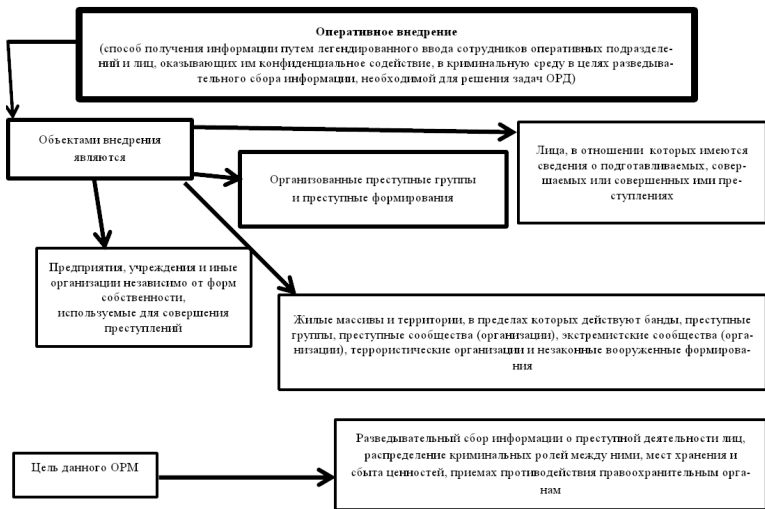 Оперативное внедрение
(способ получения информации путем легендированного ввода сотрудников оперативных подразделе-
ний и лиц, оказывающих им конфиденциальное содействие, в криминальную среду в целях разведыва-
тельного сбора информации, необходимой для решения задач ОРД)
Объектами внедрения
являются
Лица, в отношении которых имеются
сведения о подготавливаемых, совер-
шаемых или совершенных ими пре-
ступлениях
Организованные преступные группы
и преступные формирования
Предприятия, учреждения и иные
организации независимо от форм
собственности,
используемые для совершения
преступлений
Жилые массивы и территории, в пределах которых действуют банды, преступные
группы, преступные сообщества (организации), экстремистские сообщества (орга-
низации), террористические организации и незаконные вооруженные формирова-
ния
Цель данного ОРМ
Разведывательный сбор информации о преступной деятельности лиц,
распределение криминальных ролей между ними, мест хранения и
сбыта ценностей, приемах противодействия правоохранительным орга-
нам